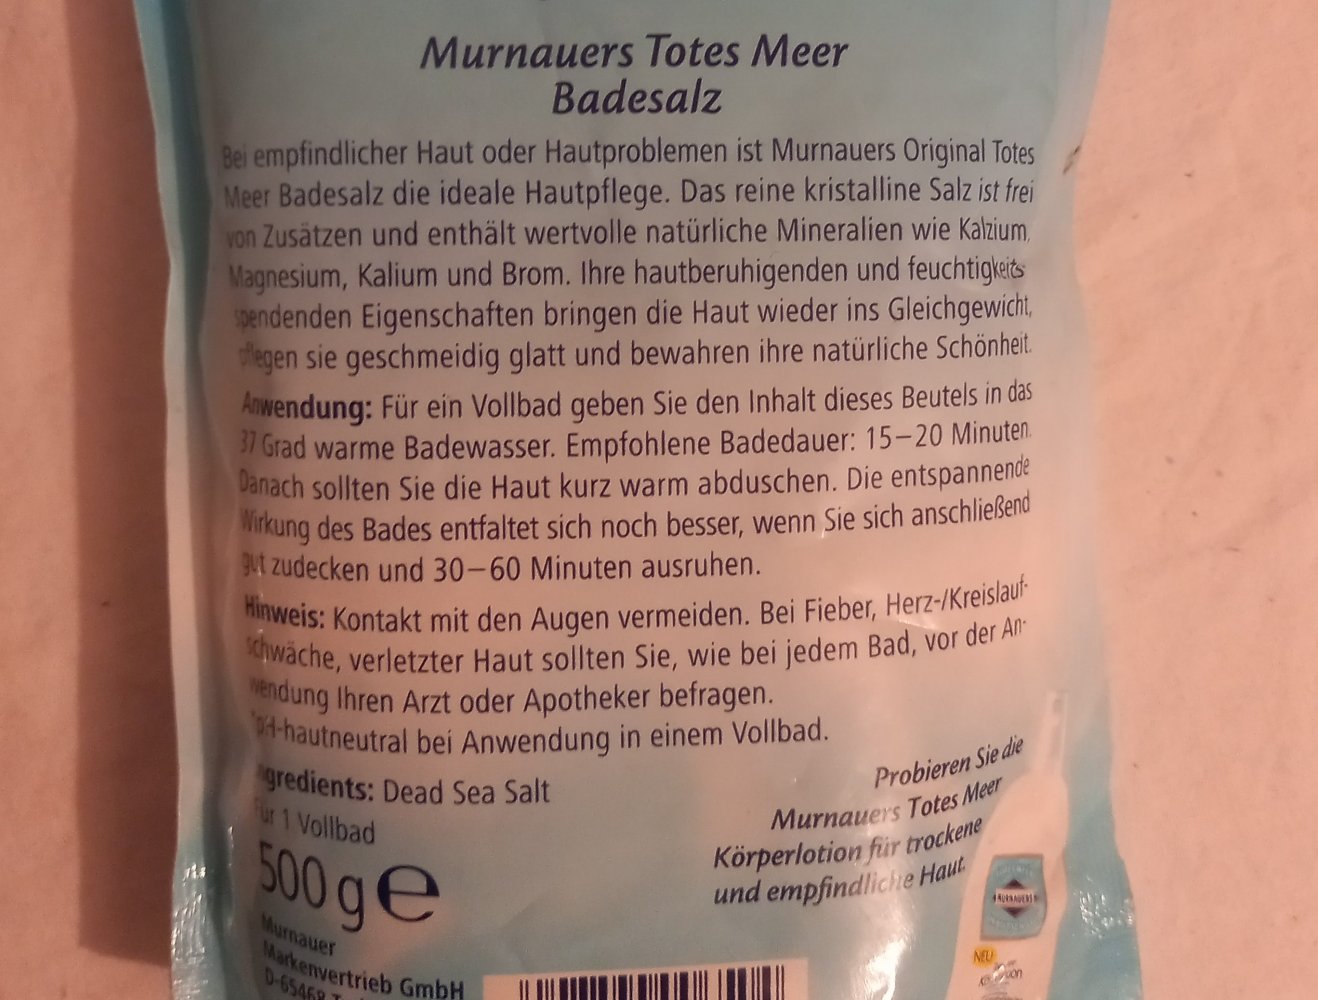 Murnauers Totes Meer
Badesalz
Bei empfindlicher Haut oder Hautproblemen ist Murnauers Original Totes
Meer Badesalz die ideale Hautpflege. Das reine kristalline Salz ist frei
von Zusätzen und enthält wertvolle natürliche Mineralien wie Kalzium,
Magnesium, Kalium und Brom. Ihre hautberuhigenden und feuchtigkeits
spendenden Eigenschaften bringen die Haut wieder ins Gleichgewicht,
pflegen sie geschmeidig glatt und bewahren ihre natürliche Schönheit.
Anwendung: Für ein Vollbad geben Sie den Inhalt dieses Beutels in das
37 Grad warme Badewasser. Empfohlene Badedauer: 15–20 Minuten.
Danach sollten Sie die Haut kurz warm abduschen. Die entspannende
Wirkung des Bades entfaltet sich noch besser, wenn Sie sich anschließend
gut zudecken und 30–60 Minuten ausruhen.
Hinweis: Kontakt mit den Augen vermeiden. Bei Fieber, Herz-/Kreislauf-
schwäche, verletzter Haut sollten Sie, wie bei jedem Bad, vor der An-
wendung Ihren Arzt oder Apotheker befragen.
*pH-hautneutral bei Anwendung in einem Vollbad.
Ingredients: Dead Sea Salt
Für 1 Vollbad
500 g e
Murnauer
Markenvertrieb GmbH
D-65468
Probieren Sie die
Murnauers Totes Meer
Körperlotion für trockene
und empfindliche Haut.
MURNAUERS
NEU